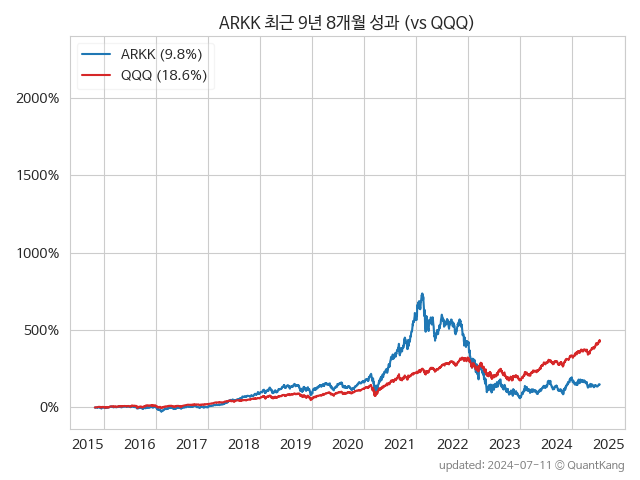 ARKK 최근 9년 8개월 성과 (vs QQQ)
ARKK (9.8%)
QQQ (18.6%)
2000%
1500%
1000%
500%
0%
2015 2016 2017 2018 2019 2020 2021 2022 2023 2024 2025
updated: 2024-07-11 © QuantKang